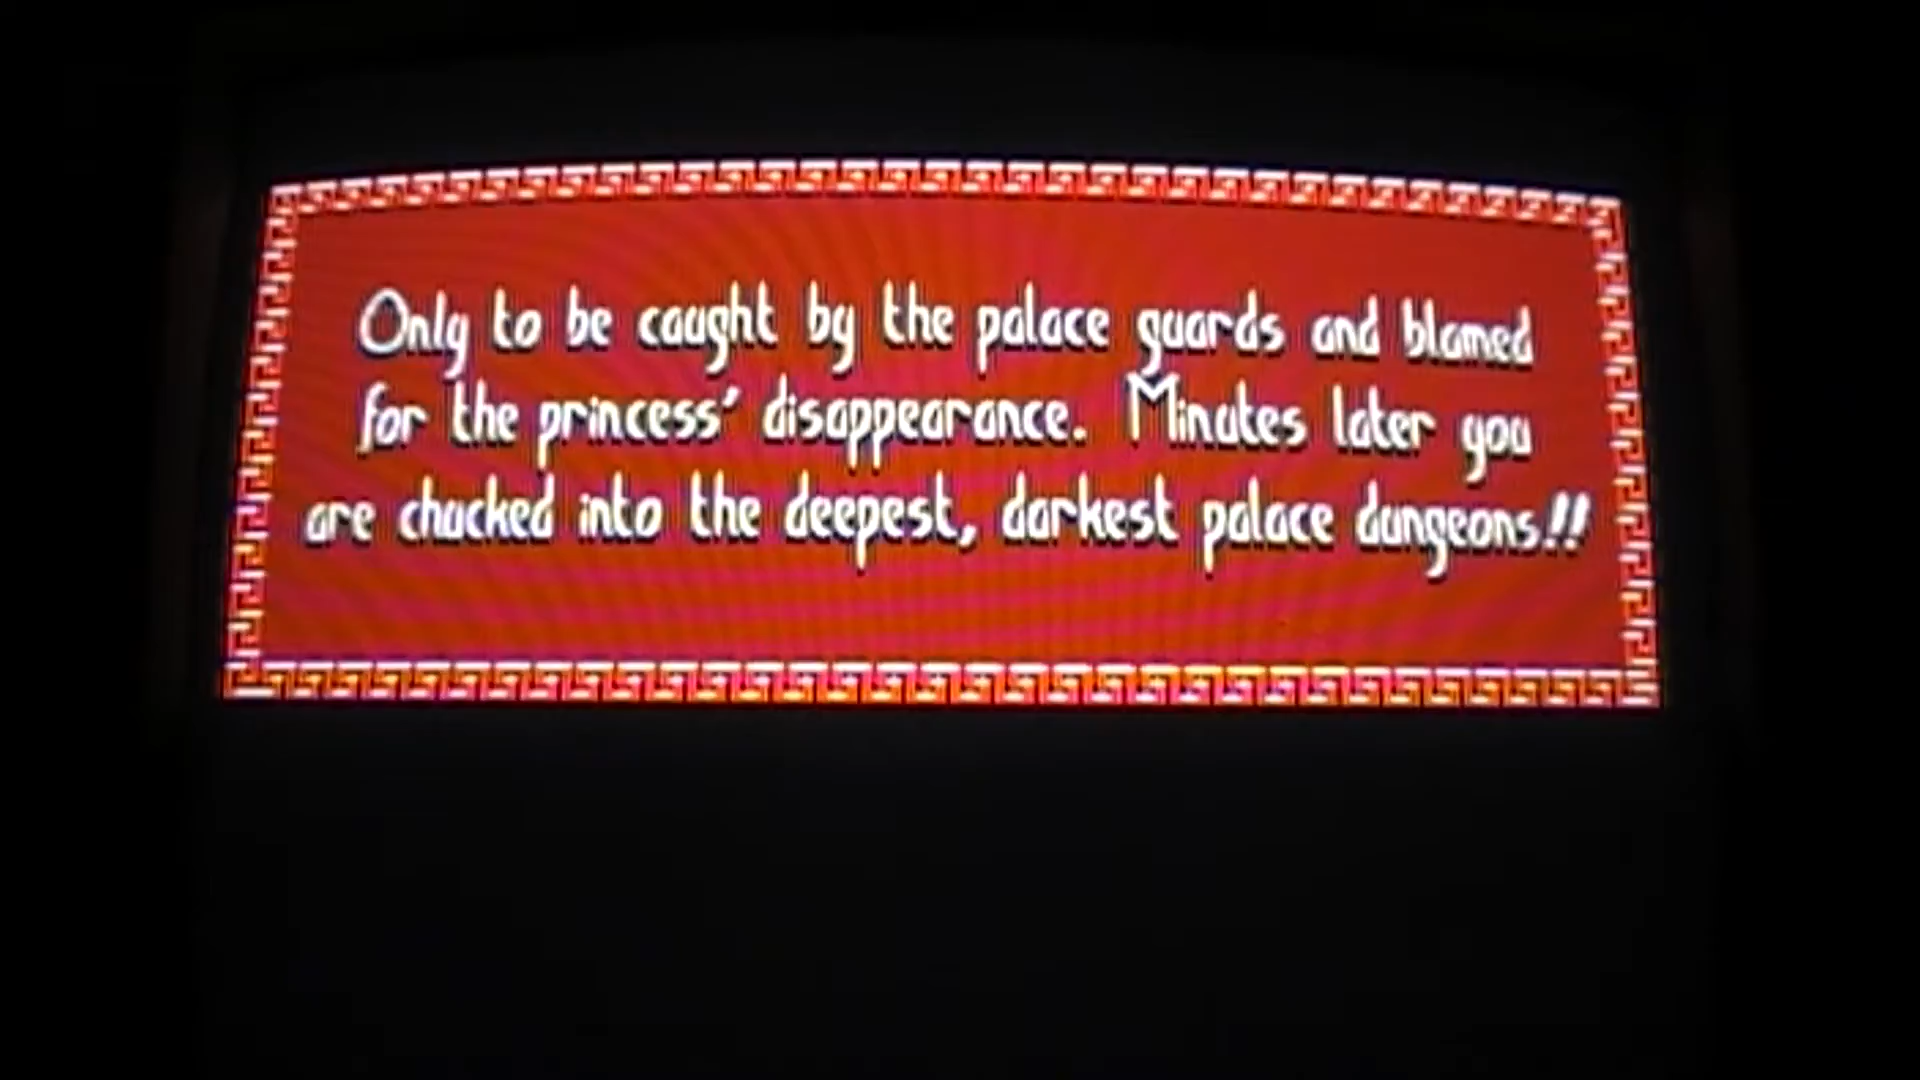 Only to be caught by the palace guards and blamed
for the princess' disappearance. Minutes later you
are chucked into the deepest, darkest palace dungeons!!